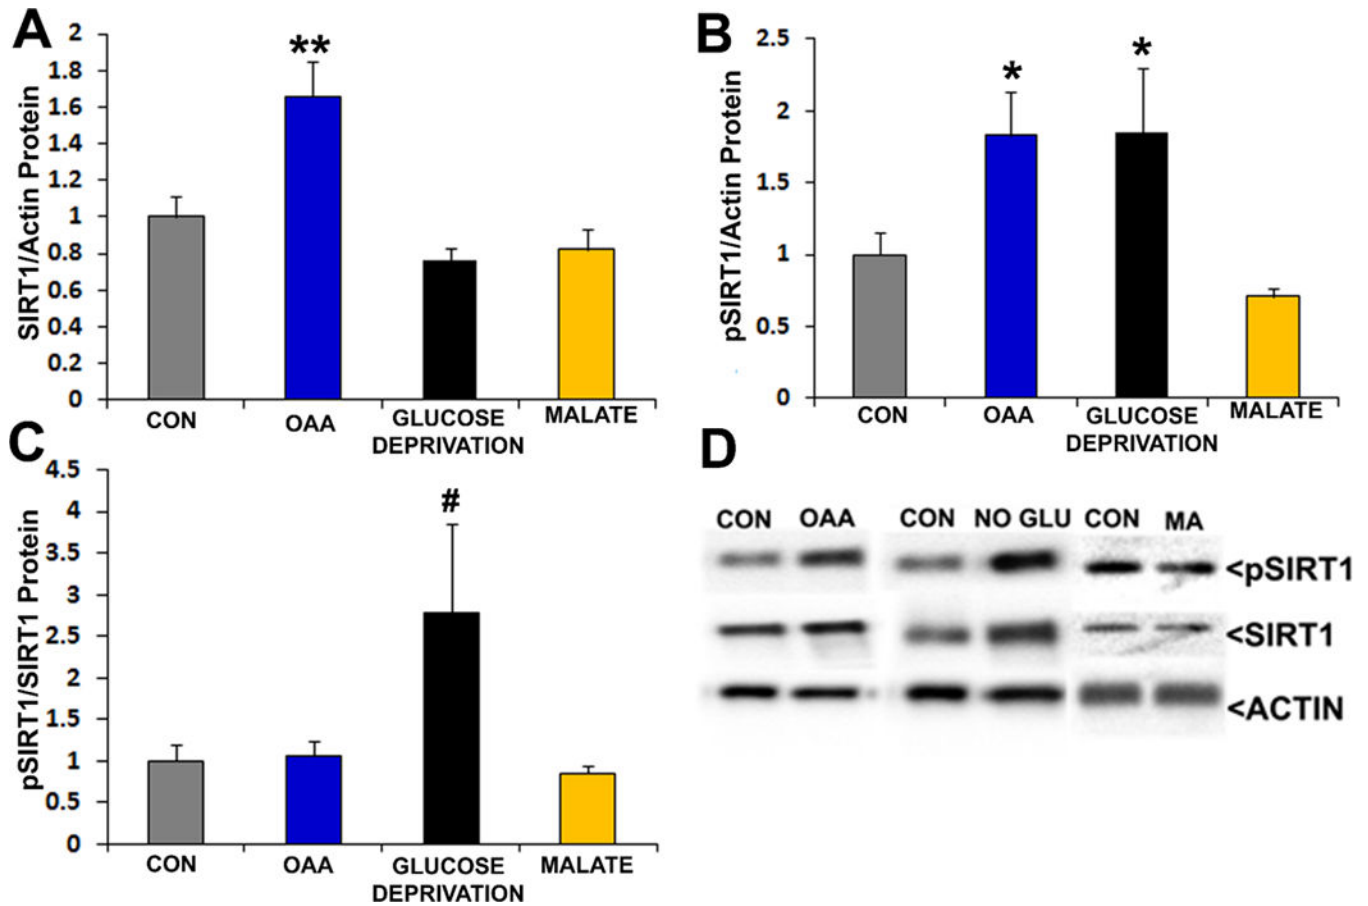 A
SIRT1/Actin Protein
2
1.8
1.6
1.4
1.2
1
0.8
0.6
0.4
0.2
0
**
CON
OAA
GLUCOSE
DEPRIVATION
MALATE
B
pSIRT1/Actin Protein
2.5
2
1.5
1
0.5
0
*
*
CON
OAA
GLUCOSE
DEPRIVATION
MALATE
C
pSIRT1/SIRT1 Protein
4.5
4
3.5
3
2.5
2
1.5
1
0.5
0
#
CON
OAA
GLUCOSE
DEPRIVATION
MALATE
D
CON OAA CON NO GLU CON MA
<pSIRT1
<SIRT1
<ACTIN